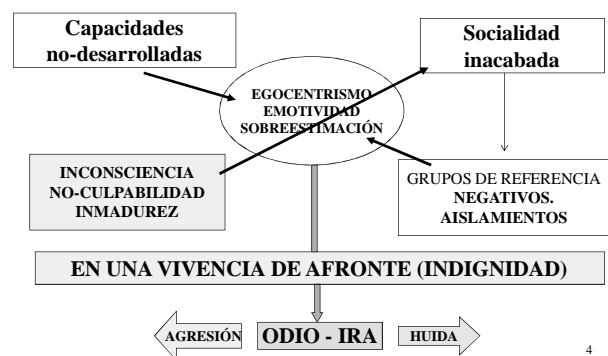 Capacidades
no-desarrolladas
Socialidad
inacabada
EGOCENTRISMO
EMOTIVIDAD
SOBREESTIMACIÓN
INCONSCIENCIA
NO-CULPABILIDAD
INMADUREZ
GRUPOS DE REFERENCIA
NEGATIVOS.
AISLAMIENTOS
EN UNA VIVENCIA DE AFRONTE (INDIGNIDAD)
AGRESIÓN
ODIO - IRA
HUIDA
4